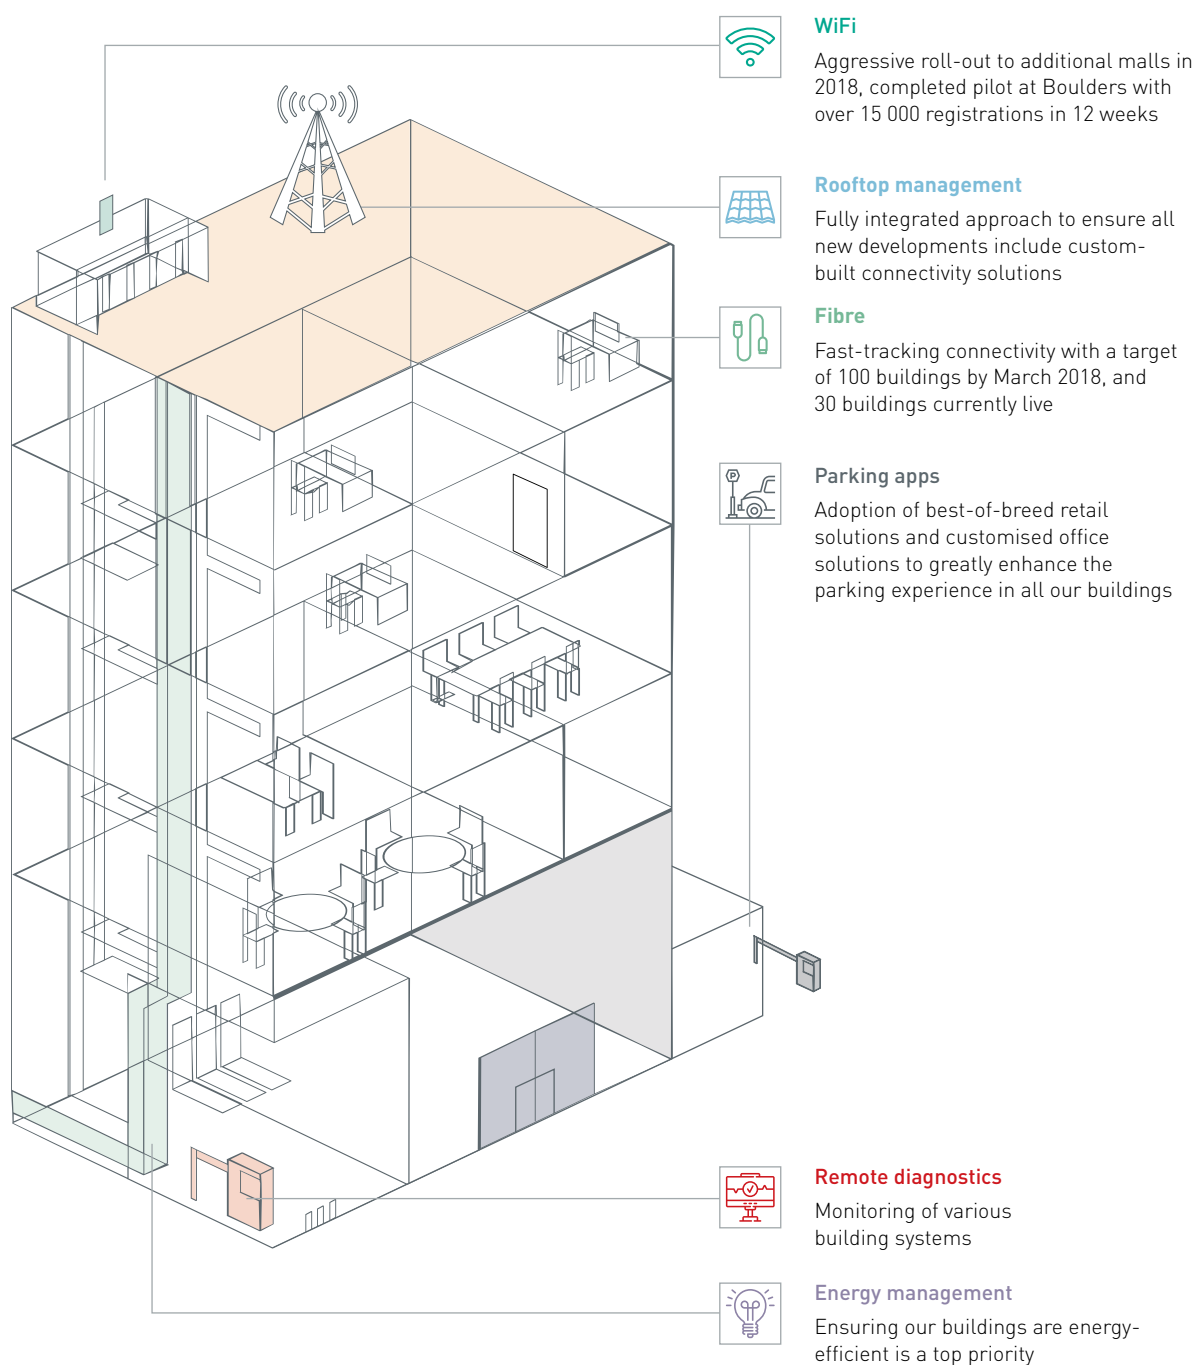 WiFi
Aggressive roll-out to additional malls in
2018, completed pilot at Boulders with
over 15 000 registrations in 12 weeks
Rooftop management
Fully integrated approach to ensure all
new developments include custom-
built connectivity solutions
Fibre
Fast-tracking connectivity with a target
of 100 buildings by March 2018, and
30 buildings currently live
P
Parking apps
Adoption of best-of-breed retail
solutions and customised office
solutions to greatly enhance the
parking experience in all our buildings
Remote diagnostics
Monitoring of various
building systems
Energy management
Ensuring our buildings are energy-
efficient is a top priority